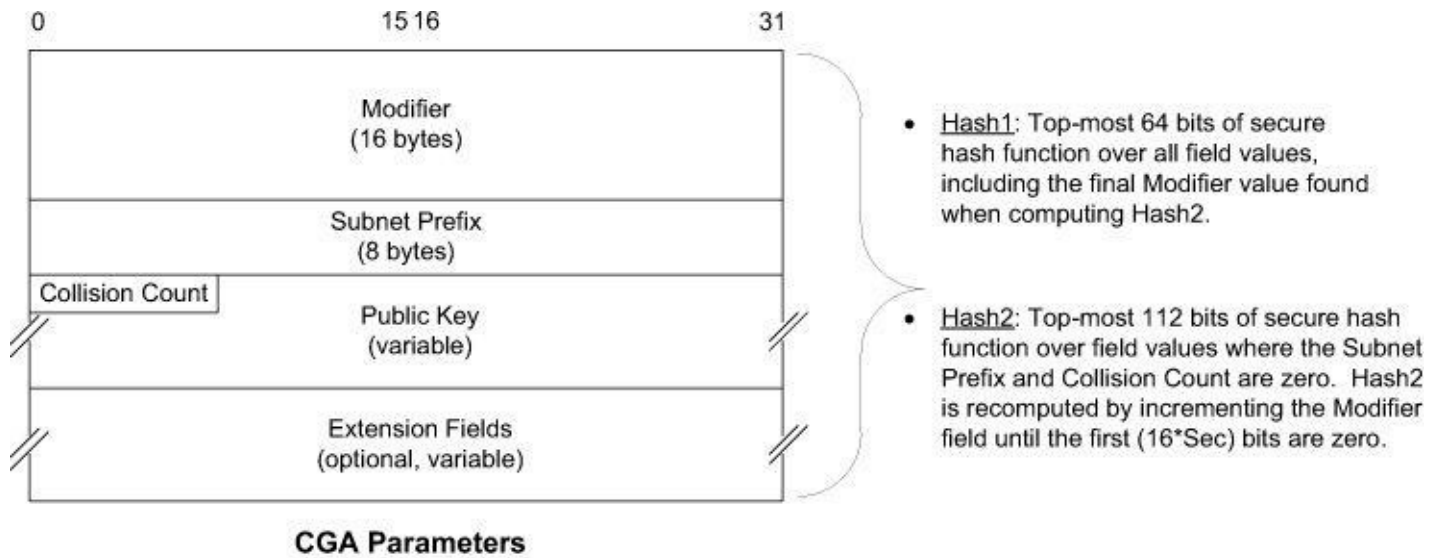 0 15 16 31
Modifier
(16 bytes)
Subnet Prefix
(8 bytes)
Collision Count
Public Key
(variable)
Extension Fields
(optional, variable)
CGA Parameters
• Hash1: Top-most 64 bits of secure
hash function over all field values,
including the final Modifier value found
when computing Hash2.
• Hash2: Top-most 112 bits of secure hash
function over field values where the Subnet
Prefix and Collision Count are zero. Hash2
is recomputed by incrementing the Modifier
field until the first (16*Sec) bits are zero.